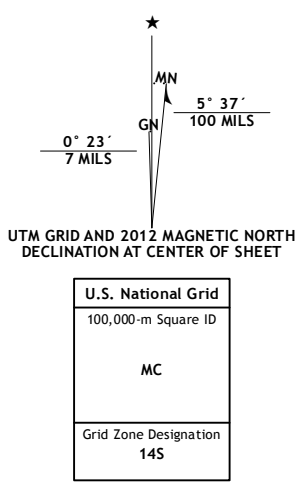 ★
MN
5° 37´
100 MILS
GN
0° 23´
7 MILS
UTM GRID AND 2012 MAGNETIC NORTH
DECLINATION AT CENTER OF SHEET
U.S. National Grid
100,000-m Square ID
MC
Grid Zone Designation
14S